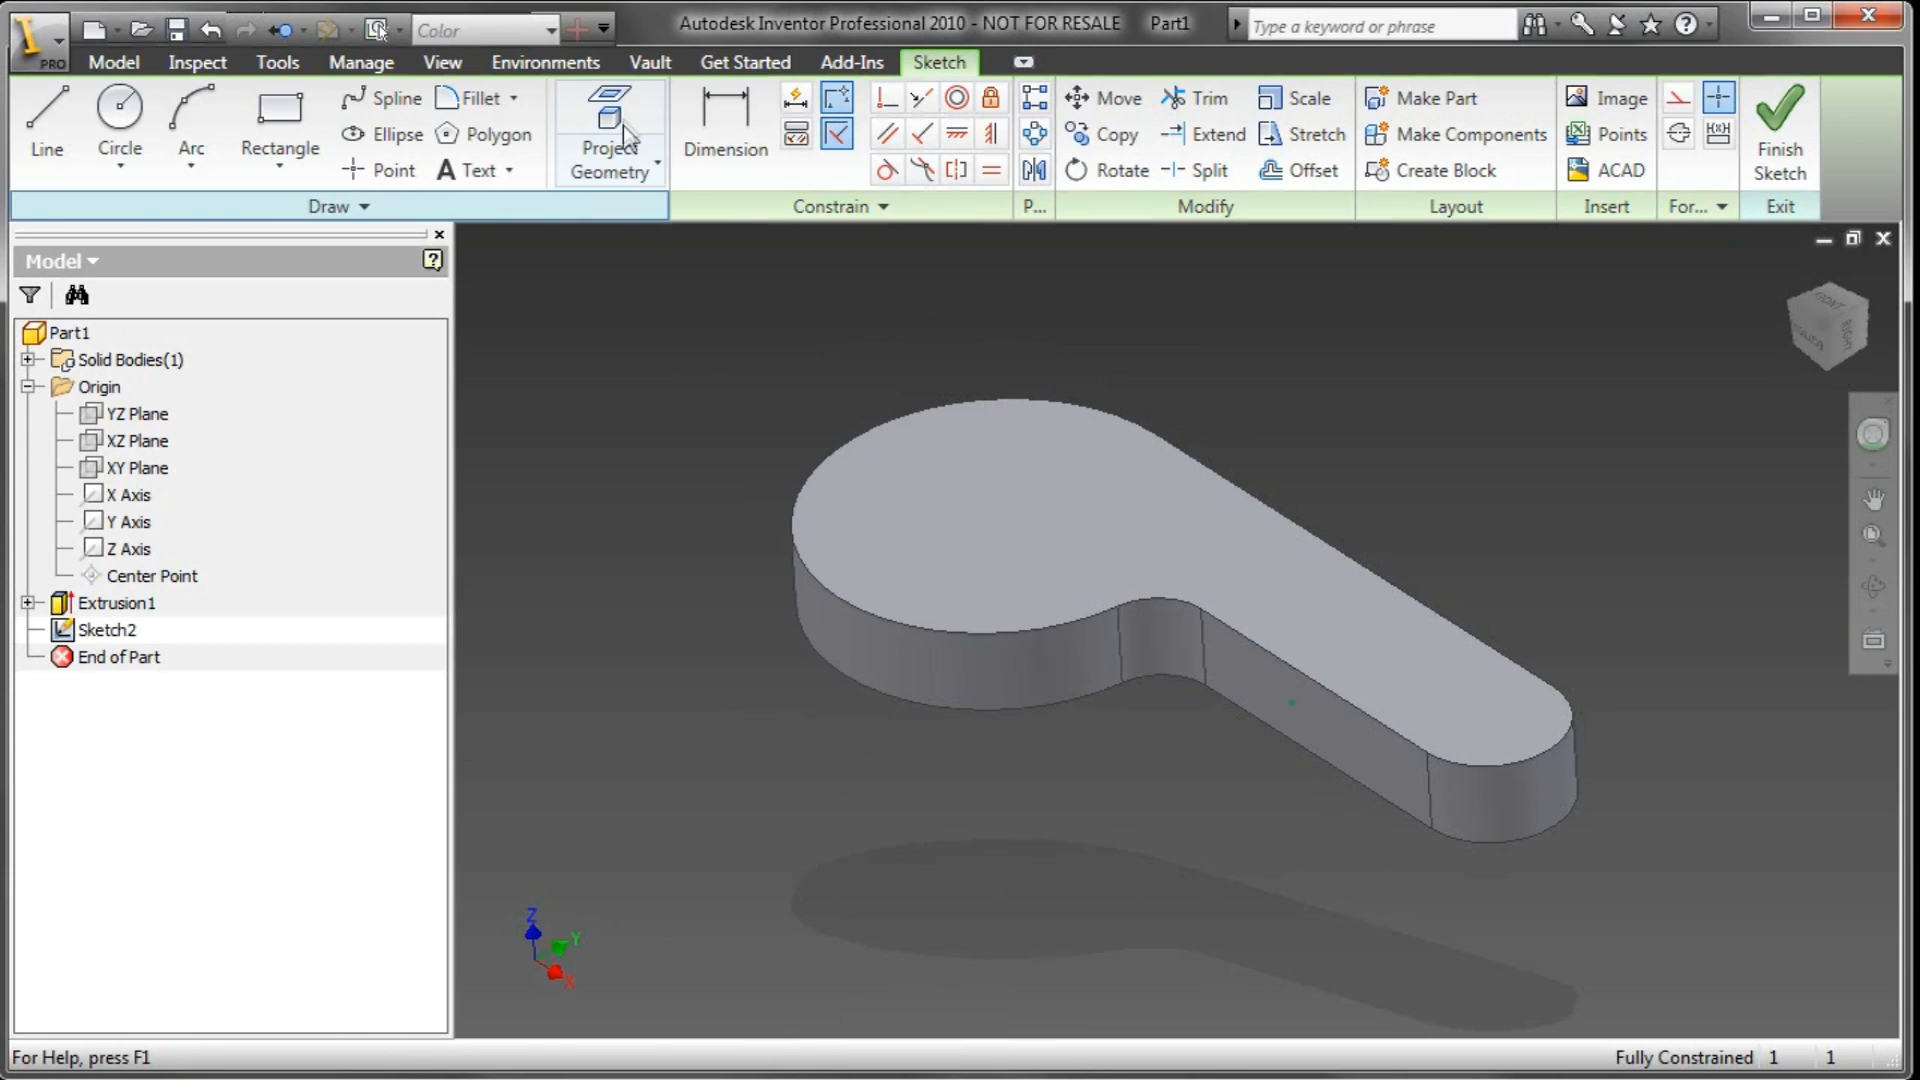 Color
Autodesk Inventor Professional 2010 - NOT FOR RESALE Part1
Type a keyword or phrase
PRO
Model Inspect Tools Manage View Environments Vault Get Started Add-Ins Sketch
Line
Circle
Arc
Rectangle
Spline
Fillet
Ellipse
Polygon
Point
Text
Project
Geometry
Dimension
Move
Trim
Scale
Copy
Extend
Stretch
Rotate
Split
Offset
Make Part
Make Components
Create Block
Image
Points
ACAD
Finish
Sketch
Draw
Constrain
P...
Modify
Layout
Insert
For...
Exit
Model
Part1
Solid Bodies(1)
Origin
YZ Plane
XZ Plane
XY Plane
X Axis
Y Axis
Z Axis
Center Point
Extrusion1
Sketch2
End of Part
FRONT
RIGHT
Z
Y
X
For Help, press F1
Fully Constrained 1 1